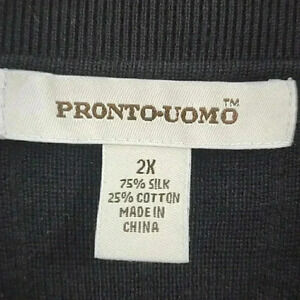 PRONTO-UOMO™
2X
75% SILK
25% COTTON
MADE IN
CHINA